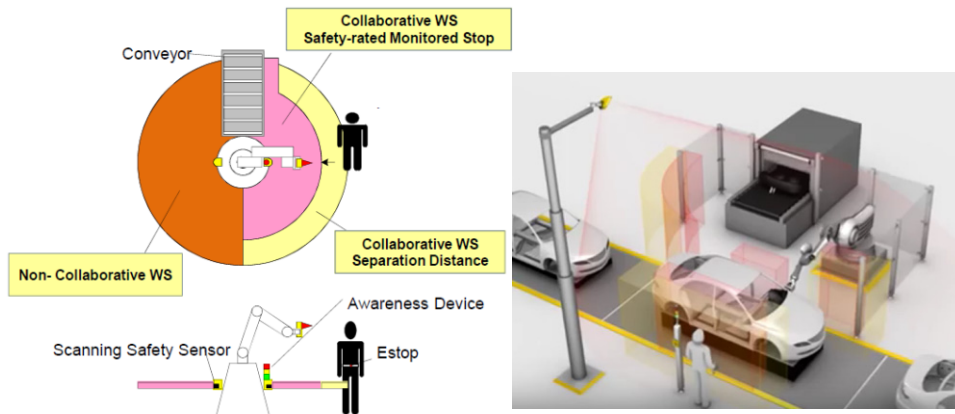 Collaborative WS
Safety-rated Monitored Stop
Conveyor
Non- Collaborative WS
Collaborative WS
Separation Distance
Awareness Device
Scanning Safety Sensor
Estop